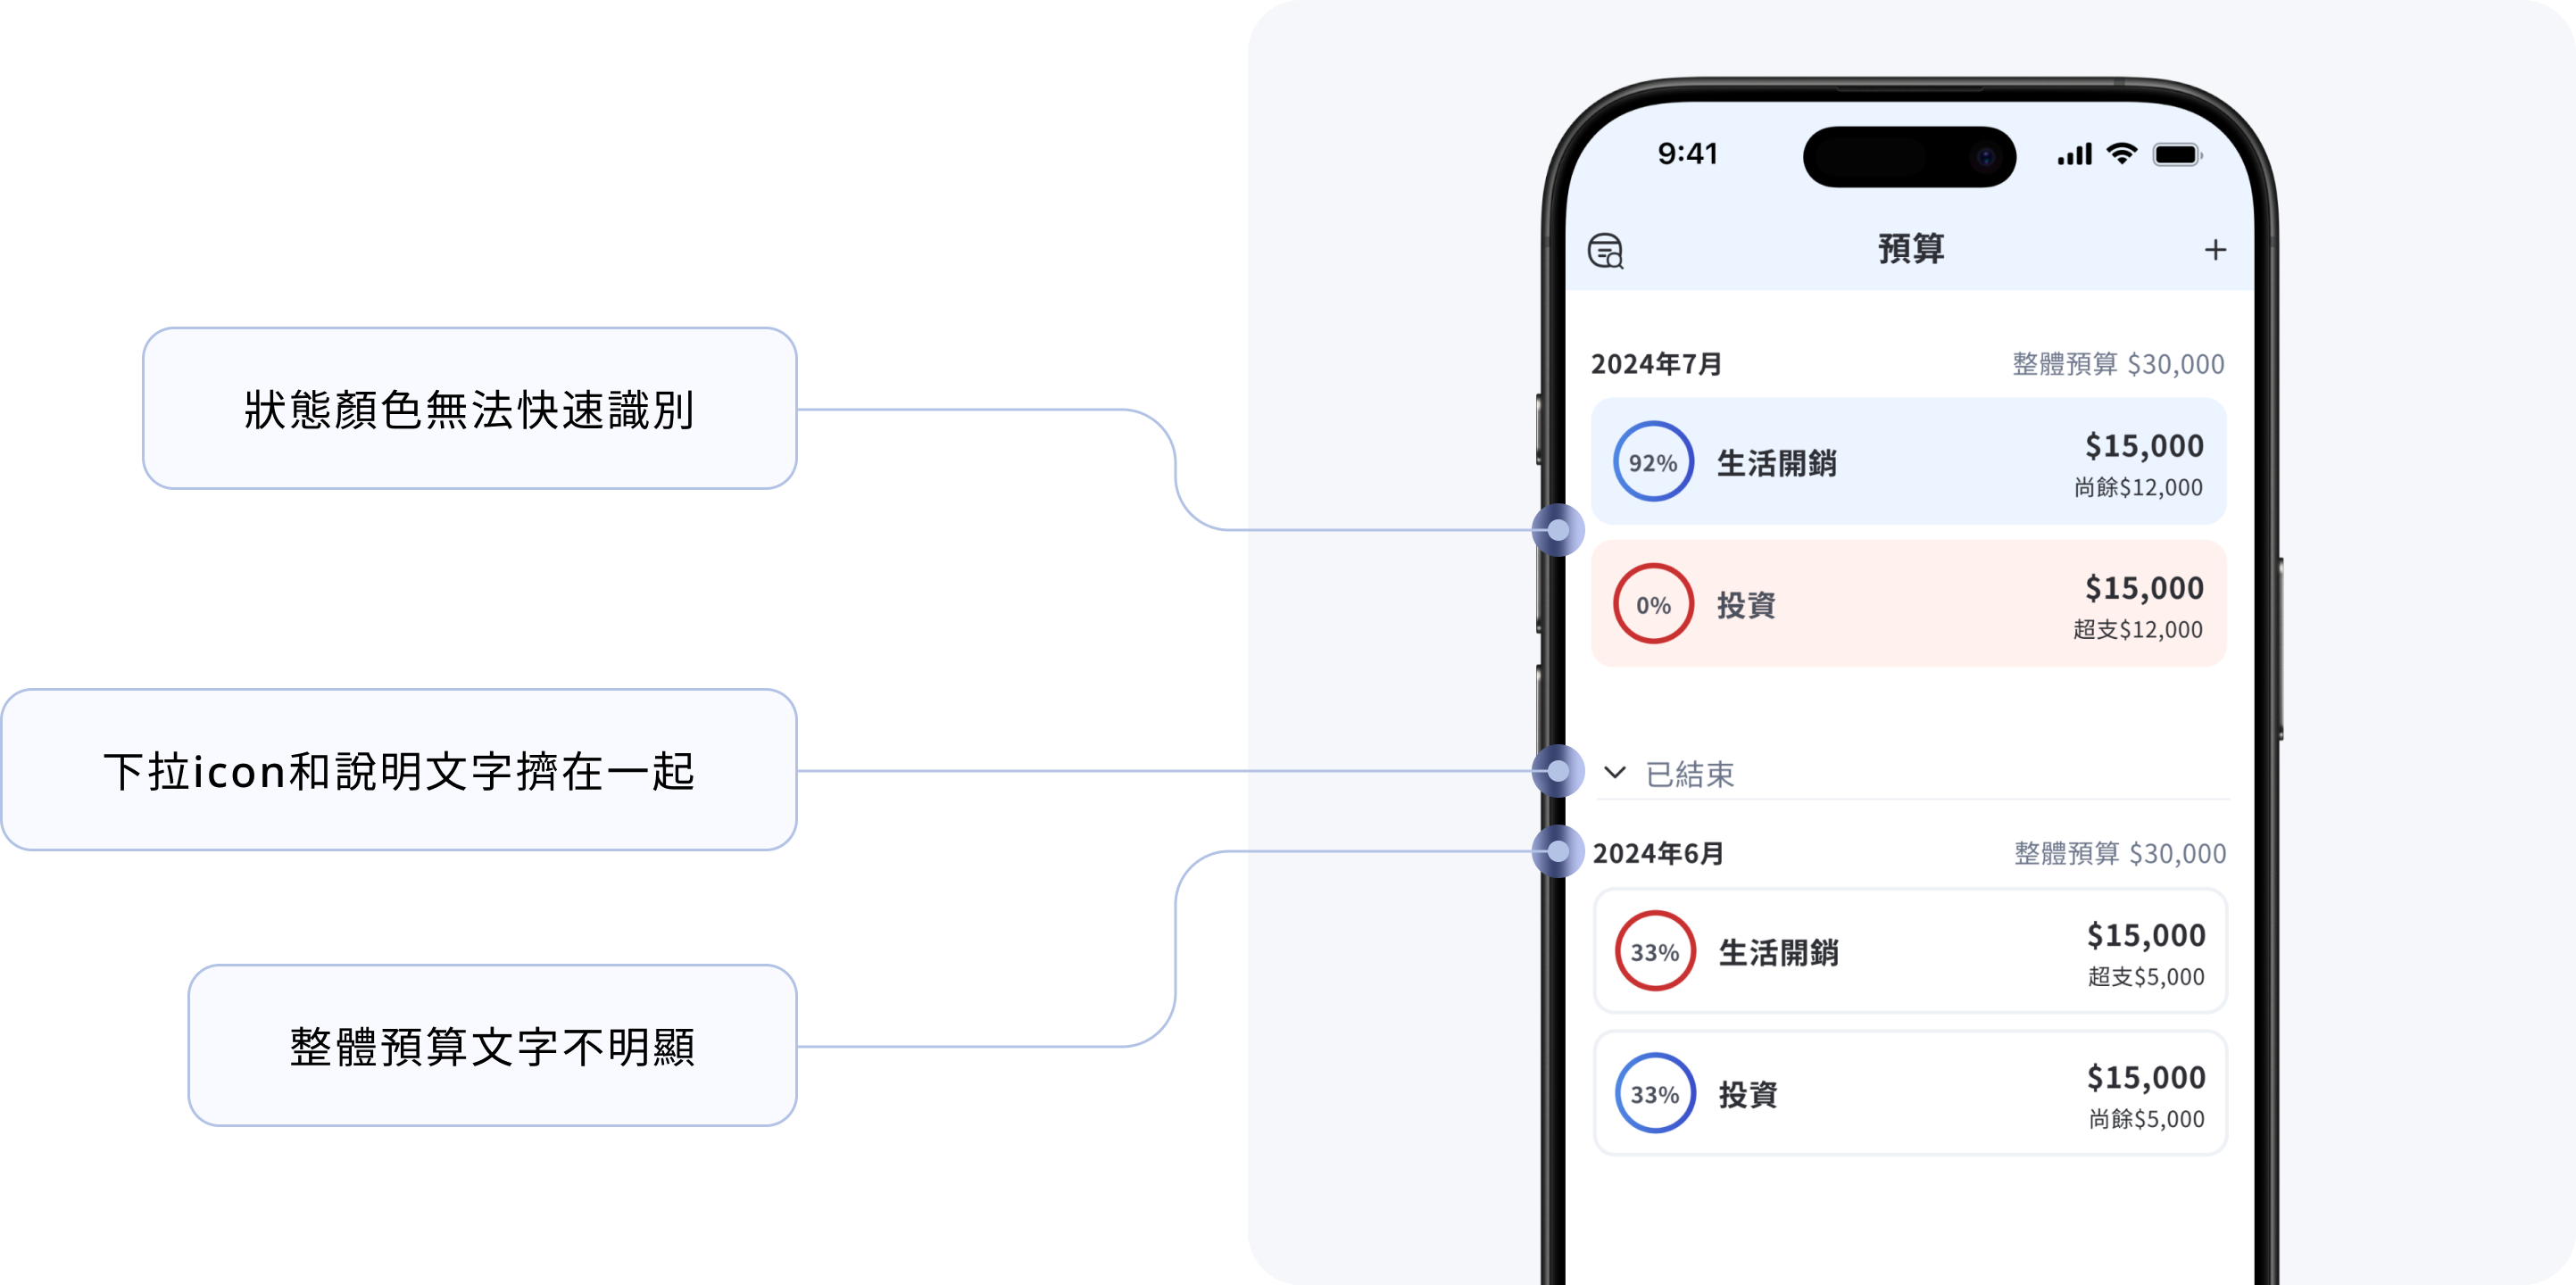 狀態顏色無法快速識別
下拉icon和說明文字擠在一起
整體預算文字不明顯
9:41
預算
2024年7月 整體預算 $30,000
92% 生活開銷 $15,000
尚餘$12,000
0% 投資 $15,000
超支$12,000
已結束
2024年6月 整體預算 $30,000
33% 生活開銷 $15,000
超支$5,000
33% 投資 $15,000
尚餘$5,000